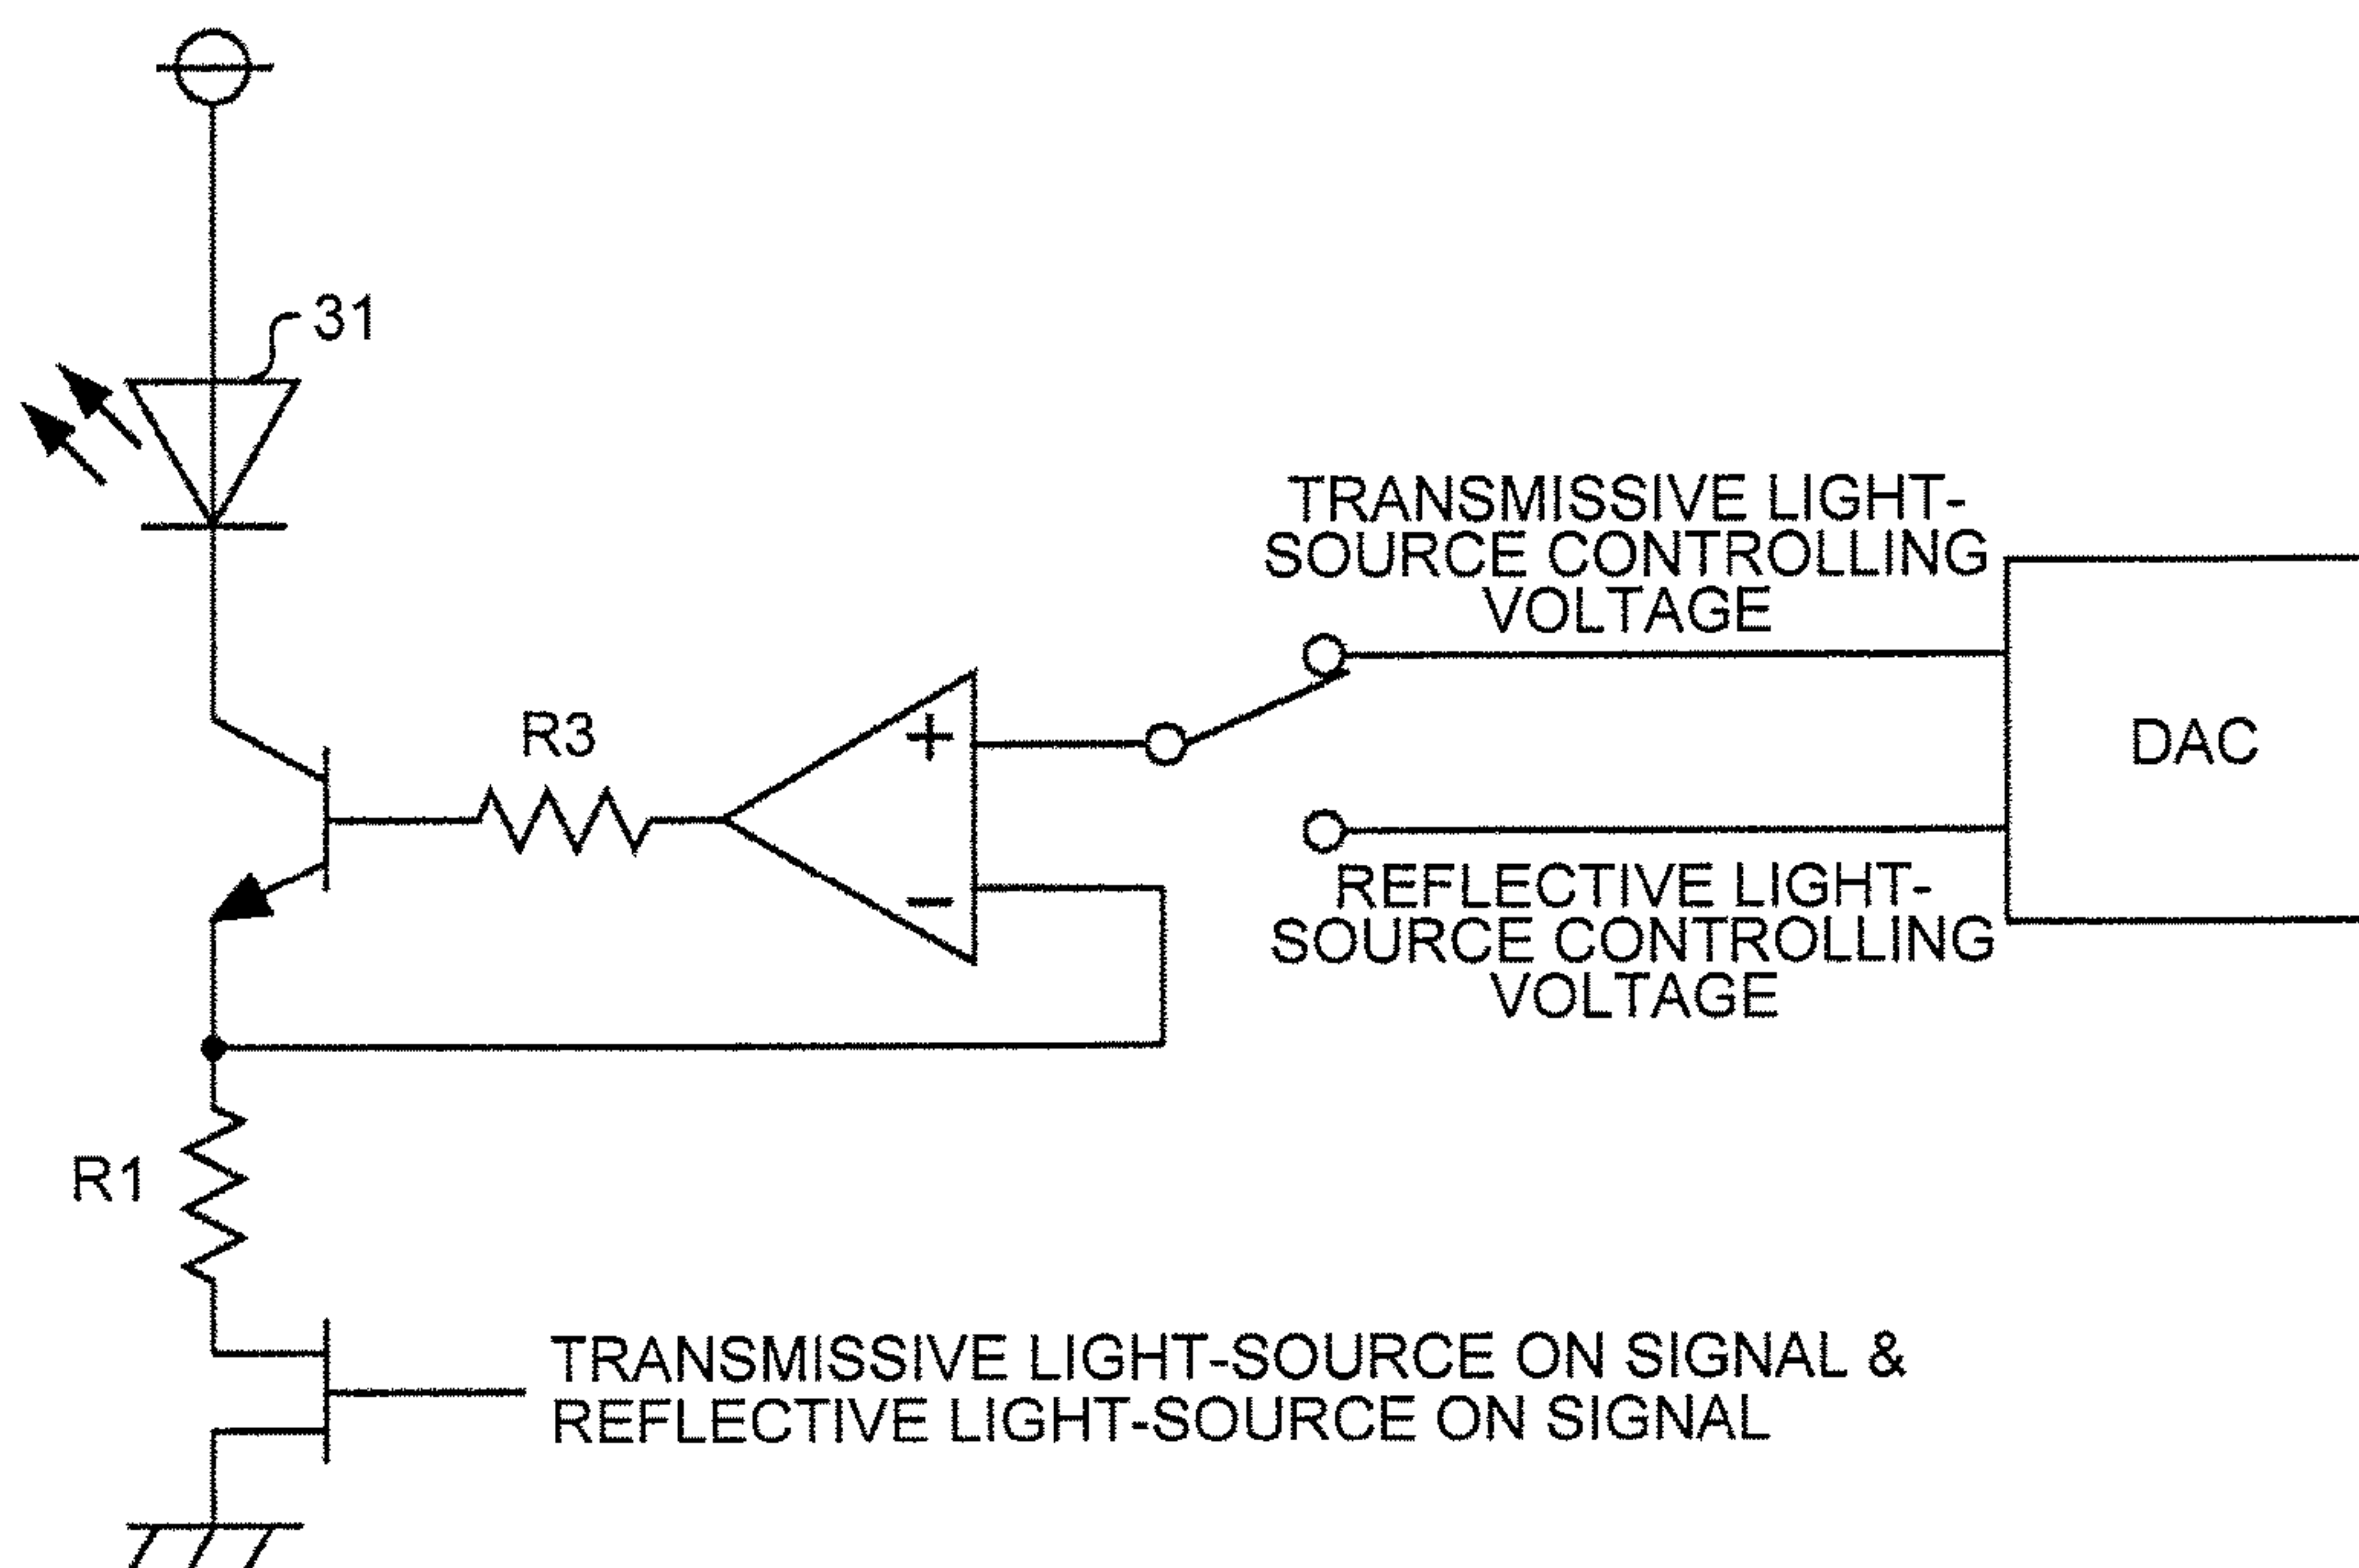 31
TRANSMISSIVE LIGHT-
SOURCE CONTROLLING
VOLTAGE
R3
+
DAC
−
REFLECTIVE LIGHT-
SOURCE CONTROLLING
VOLTAGE
R1
TRANSMISSIVE LIGHT-SOURCE ON SIGNAL &
REFLECTIVE LIGHT-SOURCE ON SIGNAL